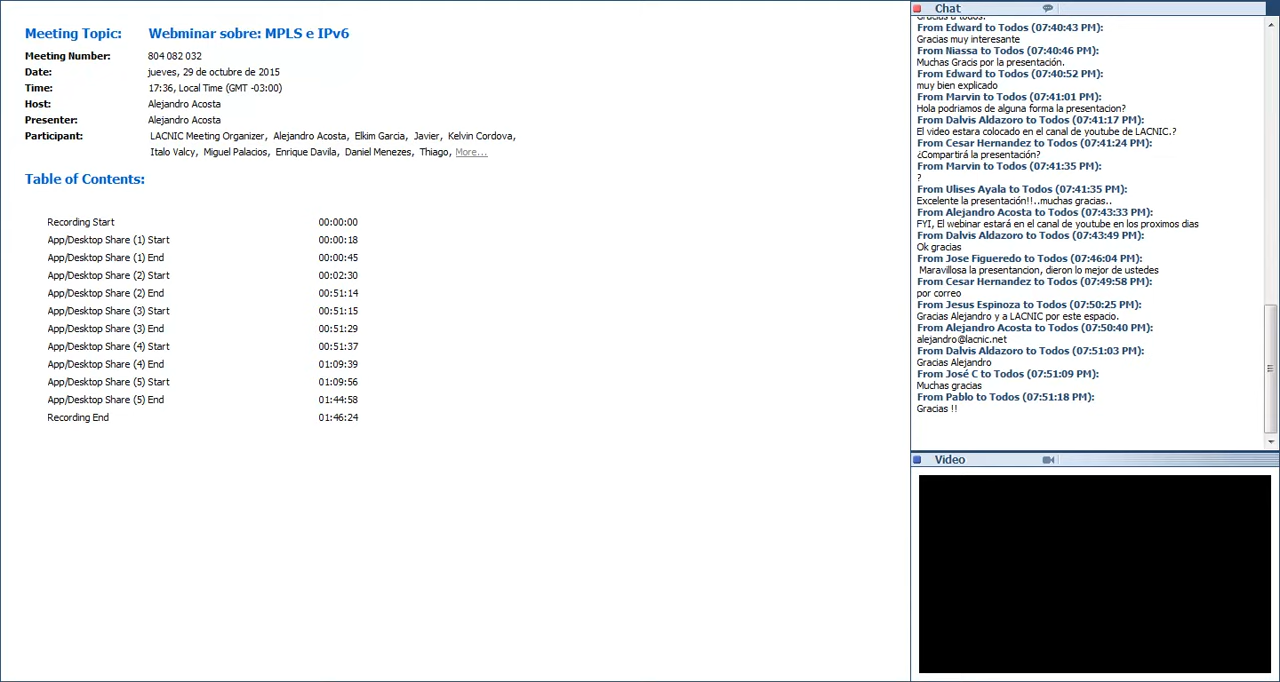 Meeting Topic: Webminar sobre: MPLS e IPv6
Meeting Number: 804 082 032
Date: jueves, 29 de octubre de 2015
Time: 17:36, Local Time (GMT -03:00)
Host: Alejandro Acosta
Presenter: Alejandro Acosta
Participant: LACNIC Meeting Organizer, Alejandro Acosta, Elkim Garcia, Javier, Kelvin Cordova,
Italo Valcy, Miguel Palacios, Enrique Davila, Daniel Menezes, Thiago, More...
Table of Contents:
Recording Start 00:00:00
App/Desktop Share (1) Start 00:00:18
App/Desktop Share (1) End 00:00:45
App/Desktop Share (2) Start 00:02:30
App/Desktop Share (2) End 00:51:14
App/Desktop Share (3) Start 00:51:15
App/Desktop Share (3) End 00:51:29
App/Desktop Share (4) Start 00:51:37
App/Desktop Share (4) End 01:09:39
App/Desktop Share (5) Start 01:09:56
App/Desktop Share (5) End 01:44:58
Recording End 01:46:24
Chat
Gracias a todos.
From Edward to Todos (07:40:43 PM):
Gracias muy interesante
From Niassa to Todos (07:40:46 PM):
Muchas Gracis por la presentación.
From Edward to Todos (07:40:52 PM):
muy bien explicado
From Marvin to Todos (07:41:01 PM):
Hola podriamos de alguna forma la presentacion?
From Dalvis Aldazoro to Todos (07:41:17 PM):
El video estara colocado en el canal de youtube de LACNIC.?
From Cesar Hernandez to Todos (07:41:24 PM):
¿Compartirá la presentación?
From Marvin to Todos (07:41:35 PM):
?
From Ulises Ayala to Todos (07:41:35 PM):
Excelente la presentación!!..muchas gracias..
From Alejandro Acosta to Todos (07:43:33 PM):
FYI, El webinar estará en el canal de youtube en los proximos dias
From Dalvis Aldazoro to Todos (07:43:49 PM):
Ok gracias
From Jose Figueredo to Todos (07:46:04 PM):
Maravillosa la presentancion, dieron lo mejor de ustedes
From Cesar Hernandez to Todos (07:49:58 PM):
por correo
From Jesus Espinoza to Todos (07:50:25 PM):
Gracias Alejandro y a LACNIC por este espacio.
From Alejandro Acosta to Todos (07:50:40 PM):
alejandro@lacnic.net
From Dalvis Aldazoro to Todos (07:51:03 PM):
Gracias Alejandro
From José C to Todos (07:51:09 PM):
Muchas gracias
From Pablo to Todos (07:51:18 PM):
Gracias !!
Video